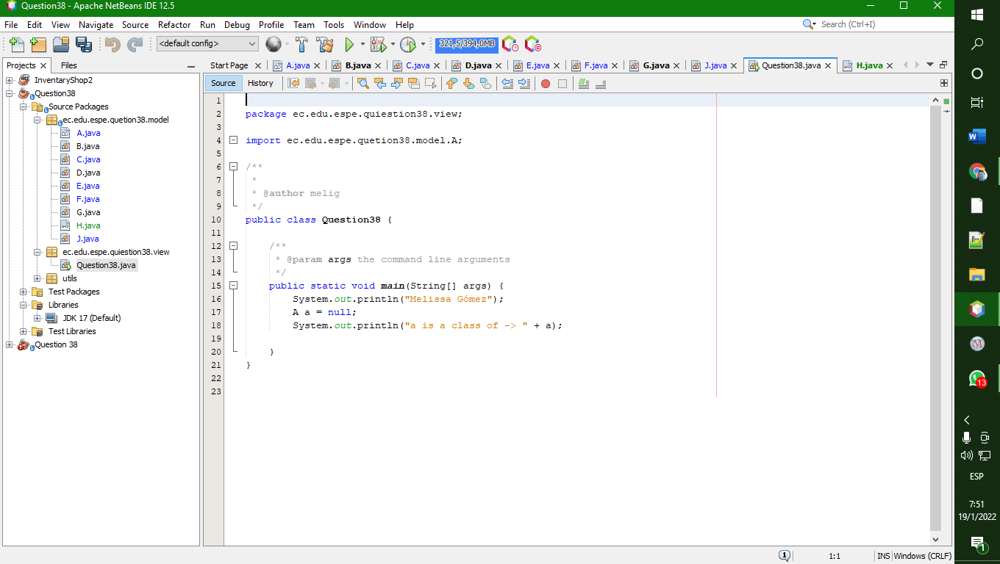 Question38 - Apache NetBeans IDE 12.5
File Edit View Navigate Source Refactor Run Debug Profile Team Tools Window Help
Search (Ctrl+I)
<default config>
321,5/394,0MB
Projects Files
Start Page A.java B.java C.java D.java E.java F.java G.java J.java Question38.java H.java
Source History
InventaryShop2
Question38
Source Packages
ec.edu.espe.quetion38.model
A.java
B.java
C.java
D.java
E.java
F.java
G.java
H.java
J.java
ec.edu.espe.quiestion38.view
Question38.java
utils
Test Packages
Libraries
JDK 17 (Default)
Test Libraries
Question 38
1
2 package ec.edu.espe.quiestion38.view;
3
4 import ec.edu.espe.quetion38.model.A;
5
6 /**
7 *
8 * @author melig
9 */
10 public class Question38 {
11
12 /**
13 * @param args the command line arguments
14 */
15 public static void main(String[] args) {
16 System.out.println("Melissa Gómez");
17 A a = null;
18 System.out.println("a is a class of -> " + a);
19
20 }
21 }
22
23
1 1:1 INS Windows (CRLF)
13
ESP
7:51
19/1/2022
1